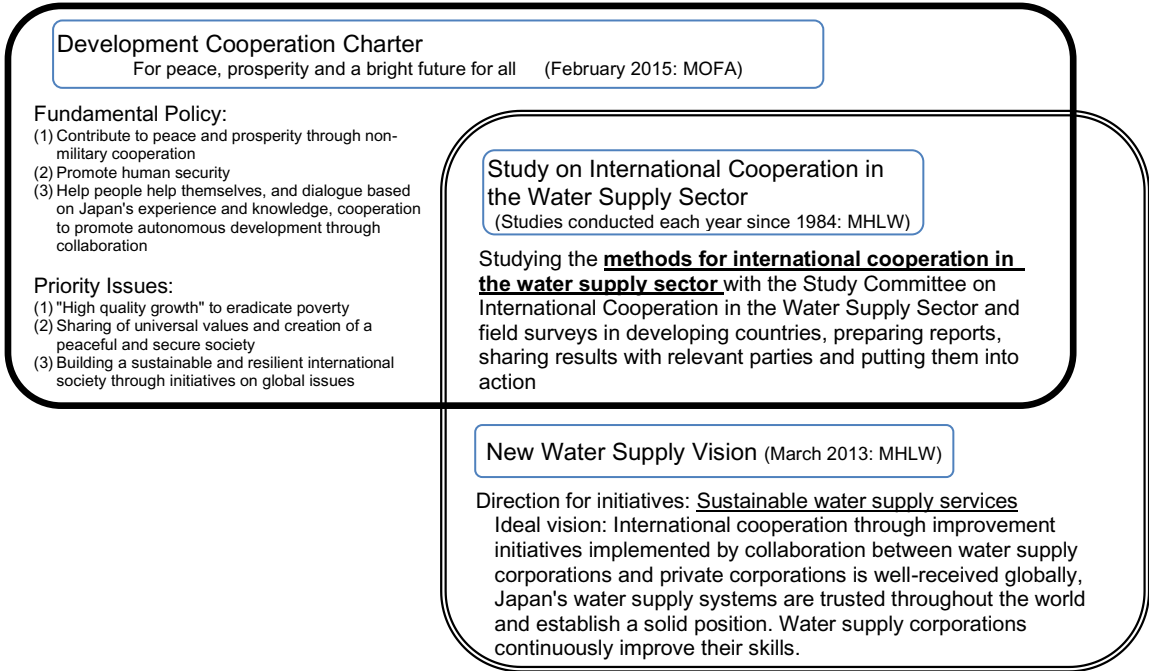 Development Cooperation Charter
For peace, prosperity and a bright future for all (February 2015: MOFA)
Fundamental Policy:
(1) Contribute to peace and prosperity through non-
military cooperation
(2) Promote human security
(3) Help people help themselves, and dialogue based
on Japan's experience and knowledge, cooperation
to promote autonomous development through
collaboration
Priority Issues:
(1) "High quality growth" to eradicate poverty
(2) Sharing of universal values and creation of a
peaceful and secure society
(3) Building a sustainable and resilient international
society through initiatives on global issues
Study on International Cooperation in
the Water Supply Sector
(Studies conducted each year since 1984: MHLW)
Studying the methods for international cooperation in
the water supply sector with the Study Committee on
International Cooperation in the Water Supply Sector and
field surveys in developing countries, preparing reports,
sharing results with relevant parties and putting them into
action
New Water Supply Vision (March 2013: MHLW)
Direction for initiatives: Sustainable water supply services
Ideal vision: International cooperation through improvement
initiatives implemented by collaboration between water supply
corporations and private corporations is well-received globally,
Japan's water supply systems are trusted throughout the world
and establish a solid position. Water supply corporations
continuously improve their skills.